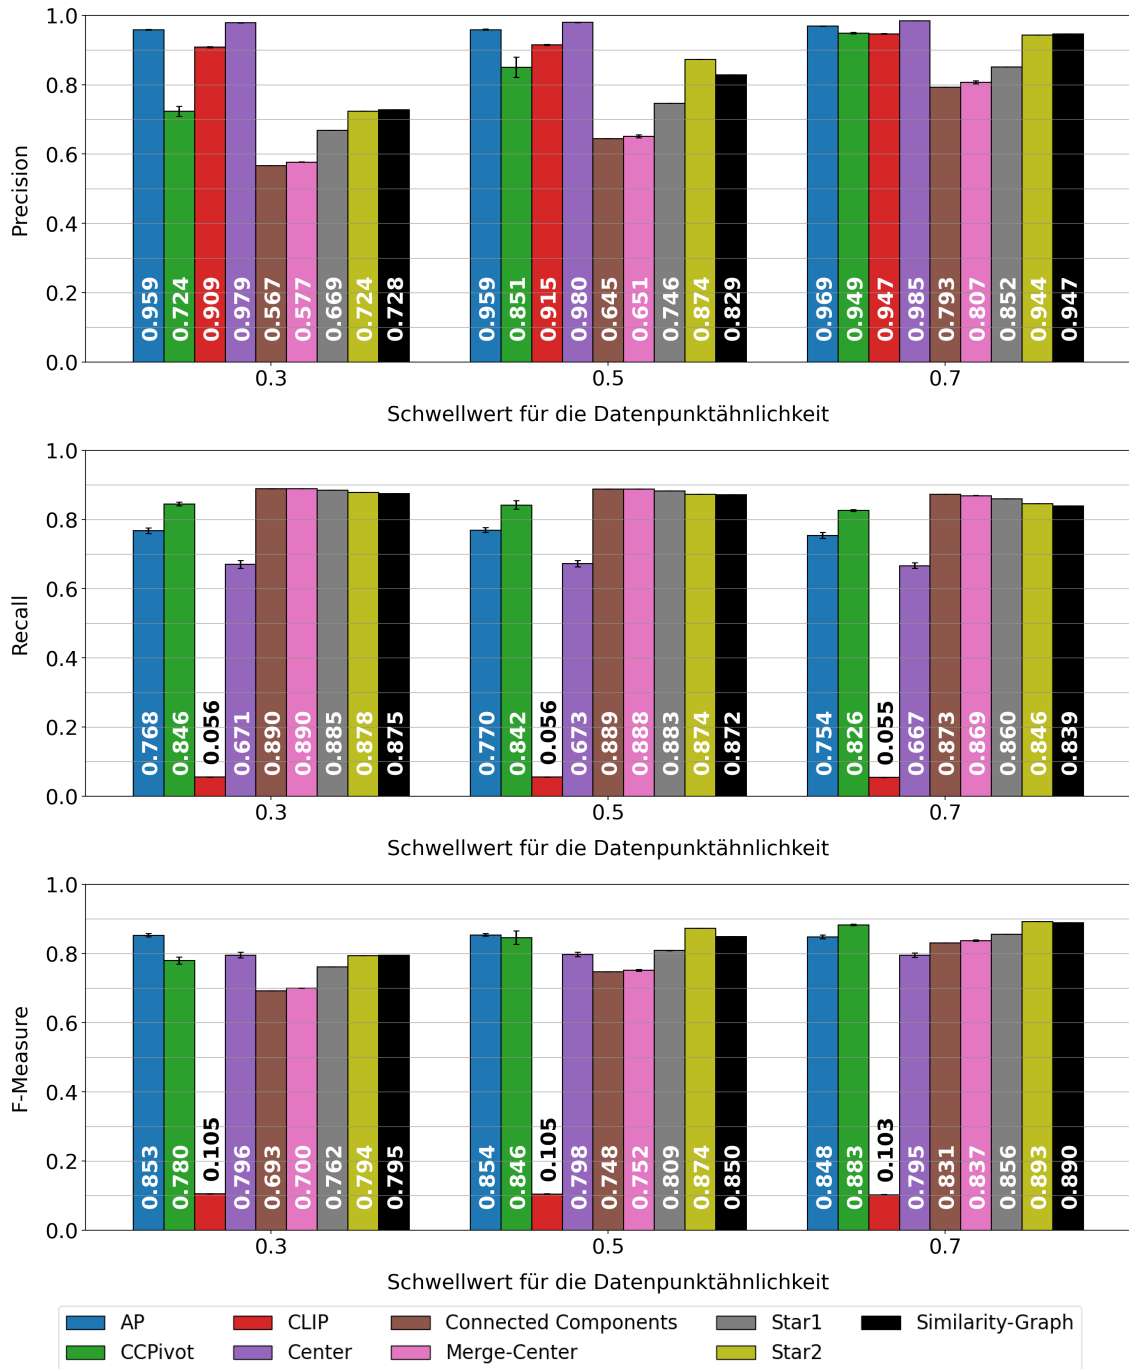 Precision
1.0
0.8
0.6
0.4
0.2
0.0
0.959 0.724 0.909 0.979 0.567 0.577 0.669 0.724 0.728
0.959 0.851 0.915 0.980 0.645 0.651 0.746 0.874 0.829
0.969 0.949 0.947 0.985 0.793 0.807 0.852 0.944 0.947
0.3 0.5 0.7
Schwellwert für die Datenpunktähnlichkeit
Recall
1.0
0.8
0.6
0.4
0.2
0.0
0.768 0.846 0.056 0.671 0.890 0.890 0.885 0.878 0.875
0.770 0.842 0.056 0.673 0.889 0.888 0.883 0.874 0.872
0.754 0.826 0.055 0.667 0.873 0.869 0.860 0.846 0.839
0.3 0.5 0.7
Schwellwert für die Datenpunktähnlichkeit
F-Measure
1.0
0.8
0.6
0.4
0.2
0.0
0.853 0.780 0.105 0.796 0.693 0.700 0.762 0.794 0.795
0.854 0.846 0.105 0.798 0.748 0.752 0.809 0.874 0.850
0.848 0.883 0.103 0.795 0.831 0.837 0.856 0.893 0.890
0.3 0.5 0.7
Schwellwert für die Datenpunktähnlichkeit
AP CLIP Connected Components Star1 Similarity-Graph
CCPivot Center Merge-Center Star2